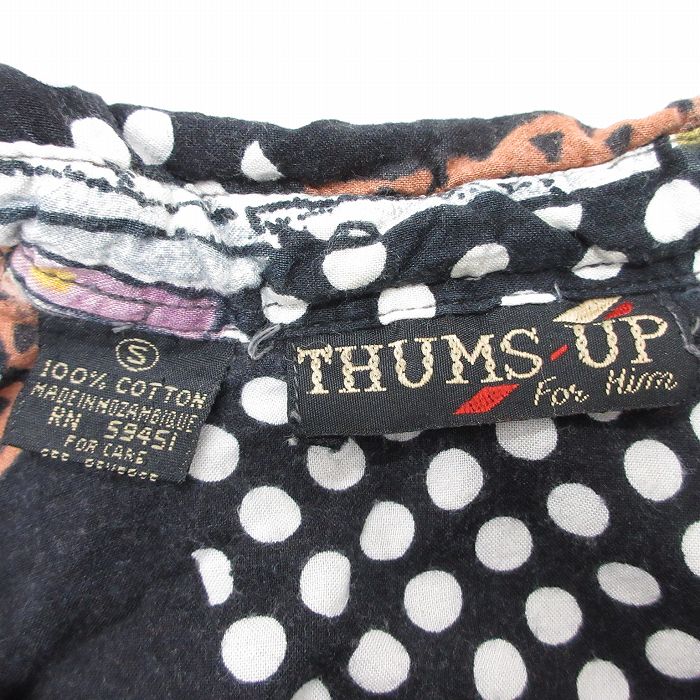 S
100% COTTON
MADE IN MOZAMBIQUE
RN 59451
FOR CARE
THUMS-UP
For Him